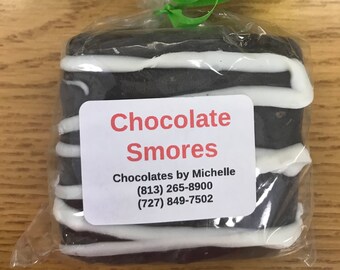 Chocolate
Smores
Chocolates by Michelle
(813) 265-8900
(727) 849-7502